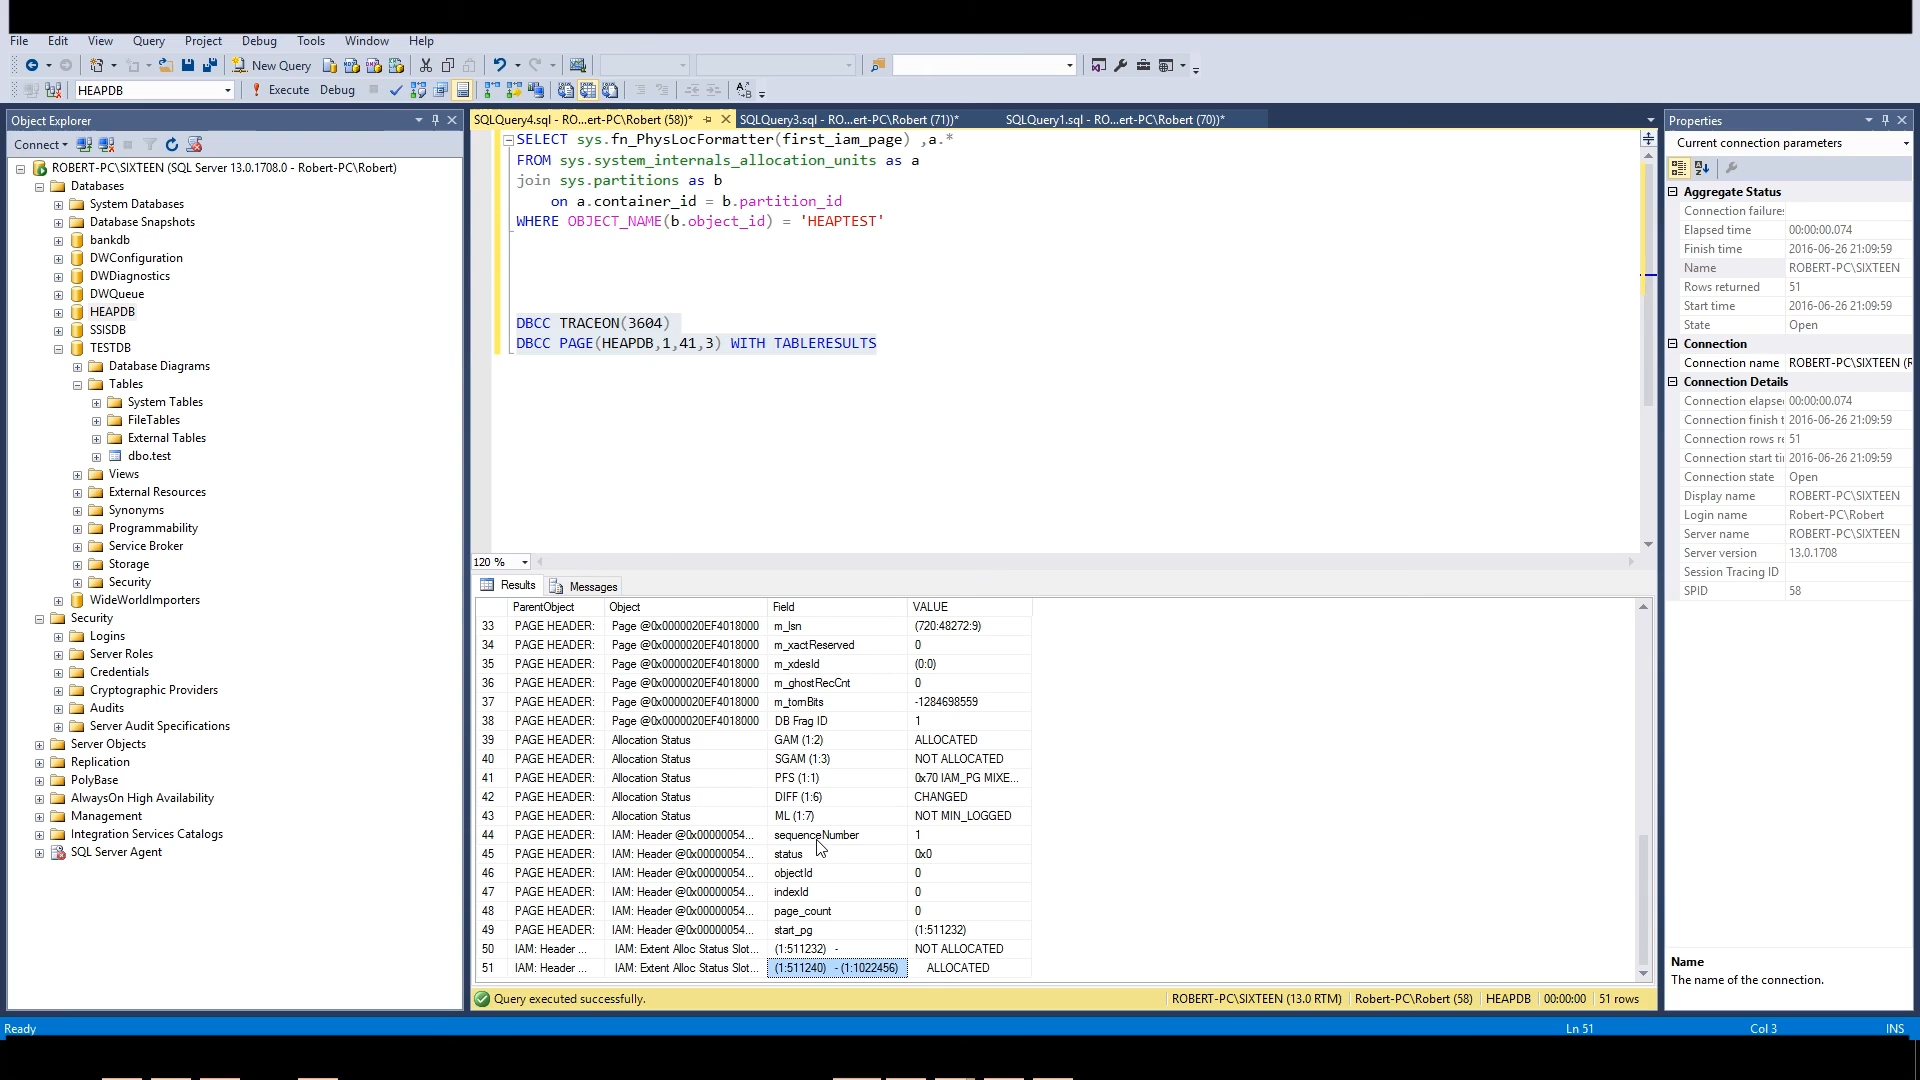 File Edit View Query Project Debug Tools Window Help
New Query
HEAPDB Execute Debug
Object Explorer
Connect
ROBERT-PC\SIXTEEN (SQL Server 13.0.1708.0 - Robert-PC\Robert)
Databases
System Databases
Database Snapshots
bankdb
DWConfiguration
DWDiagnostics
DWQueue
HEAPDB
SSISDB
TESTDB
Database Diagrams
Tables
System Tables
FileTables
External Tables
dbo.test
Views
External Resources
Synonyms
Programmability
Service Broker
Storage
Security
WideWorldImporters
Security
Logins
Server Roles
Credentials
Cryptographic Providers
Audits
Server Audit Specifications
Server Objects
Replication
PolyBase
AlwaysOn High Availability
Management
Integration Services Catalogs
SQL Server Agent
SQLQuery4.sql - RO...ert-PC\Robert (58))* SQLQuery3.sql - RO...ert-PC\Robert (71))* SQLQuery1.sql - RO...ert-PC\Robert (70))*
SELECT sys.fn_PhysLocFormatter(first_iam_page) ,a.*
FROM sys.system_internals_allocation_units as a
join sys.partitions as b
on a.container_id = b.partition_id
WHERE OBJECT_NAME(b.object_id) = 'HEAPTEST'
DBCC TRACEON(3604)
DBCC PAGE(HEAPDB,1,41,3) WITH TABLERESULTS
120 %
Results Messages
ParentObject Object Field VALUE
33 PAGE HEADER: Page @0x0000020EF4018000 m_lsn (720:48272:9)
34 PAGE HEADER: Page @0x0000020EF4018000 m_xactReserved 0
35 PAGE HEADER: Page @0x0000020EF4018000 m_xdesId (0:0)
36 PAGE HEADER: Page @0x0000020EF4018000 m_ghostRecCnt 0
37 PAGE HEADER: Page @0x0000020EF4018000 m_tornBits -1284698559
38 PAGE HEADER: Page @0x0000020EF4018000 DB Frag ID 1
39 PAGE HEADER: Allocation Status GAM (1:2) ALLOCATED
40 PAGE HEADER: Allocation Status SGAM (1:3) NOT ALLOCATED
41 PAGE HEADER: Allocation Status PFS (1:1) 0x70 IAM_PG MIXE...
42 PAGE HEADER: Allocation Status DIFF (1:6) CHANGED
43 PAGE HEADER: Allocation Status ML (1:7) NOT MIN_LOGGED
44 PAGE HEADER: IAM: Header @0x00000054... sequenceNumber 1
45 PAGE HEADER: IAM: Header @0x00000054... status 0x0
46 PAGE HEADER: IAM: Header @0x00000054... objectId 0
47 PAGE HEADER: IAM: Header @0x00000054... indexId 0
48 PAGE HEADER: IAM: Header @0x00000054... page_count 0
49 PAGE HEADER: IAM: Header @0x00000054... start_pg (1:511232)
50 IAM: Header ... IAM: Extent Alloc Status Slot... (1:511232) - NOT ALLOCATED
51 IAM: Header ... IAM: Extent Alloc Status Slot... (1:511240) - (1:1022456) ALLOCATED
Query executed successfully. ROBERT-PC\SIXTEEN (13.0 RTM) Robert-PC\Robert (58) HEAPDB 00:00:00 51 rows
Properties
Current connection parameters
Aggregate Status
Connection failures
Elapsed time 00:00:00.074
Finish time 2016-06-26 21:09:59
Name ROBERT-PC\SIXTEEN
Rows returned 51
Start time 2016-06-26 21:09:59
State Open
Connection
Connection name ROBERT-PC\SIXTEEN (R
Connection Details
Connection elapse 00:00:00.074
Connection finish t 2016-06-26 21:09:59
Connection rows re 51
Connection start ti 2016-06-26 21:09:59
Connection state Open
Display name ROBERT-PC\SIXTEEN
Login name Robert-PC\Robert
Server name ROBERT-PC\SIXTEEN
Server version 13.0.1708
Session Tracing ID
SPID 58
Name
The name of the connection.
Ready Ln 51 Col 3 INS